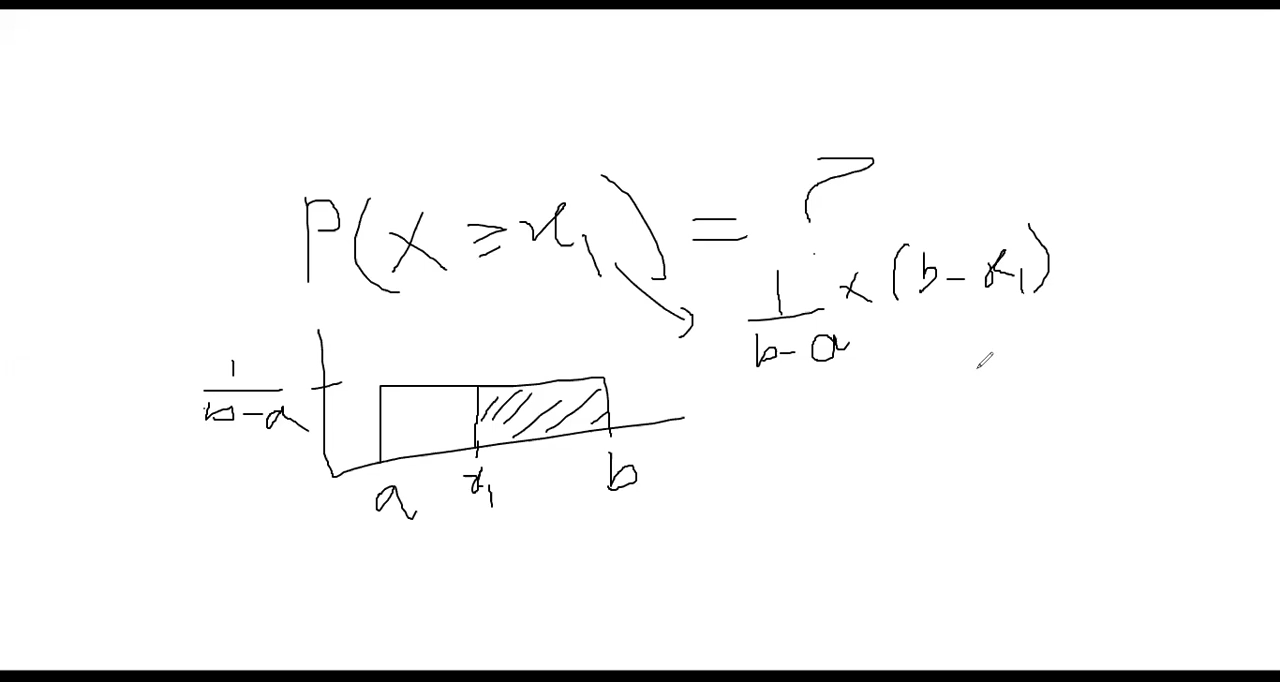 P(X ≥ x₁) = ?
1/(b-a) × (b - x₁)
1/(b-a)
a x₁ b